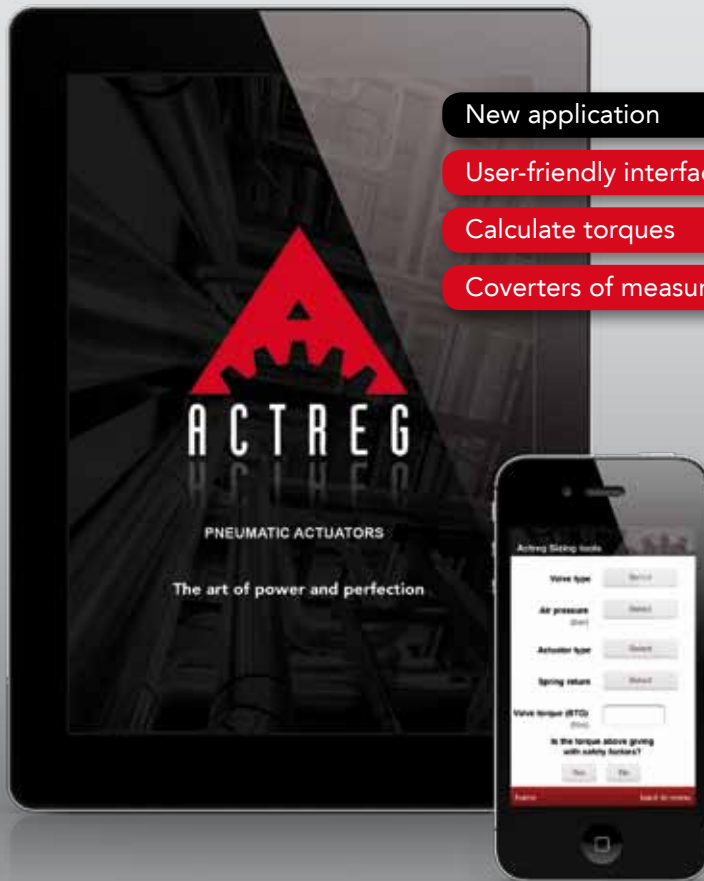 New application
User-friendly interfac
Calculate torques
Coverters of measur
ACTREG
PNEUMATIC ACTUATORS
The art of power and perfection
Actreg Sizing tools
Valve type
Select
Air pressure
(bar)
Select
Actuator type
Select
Spring return
Select
Valve torque (BTO)
Is the torque above giving
with safety factors?
Yes No
back to menu